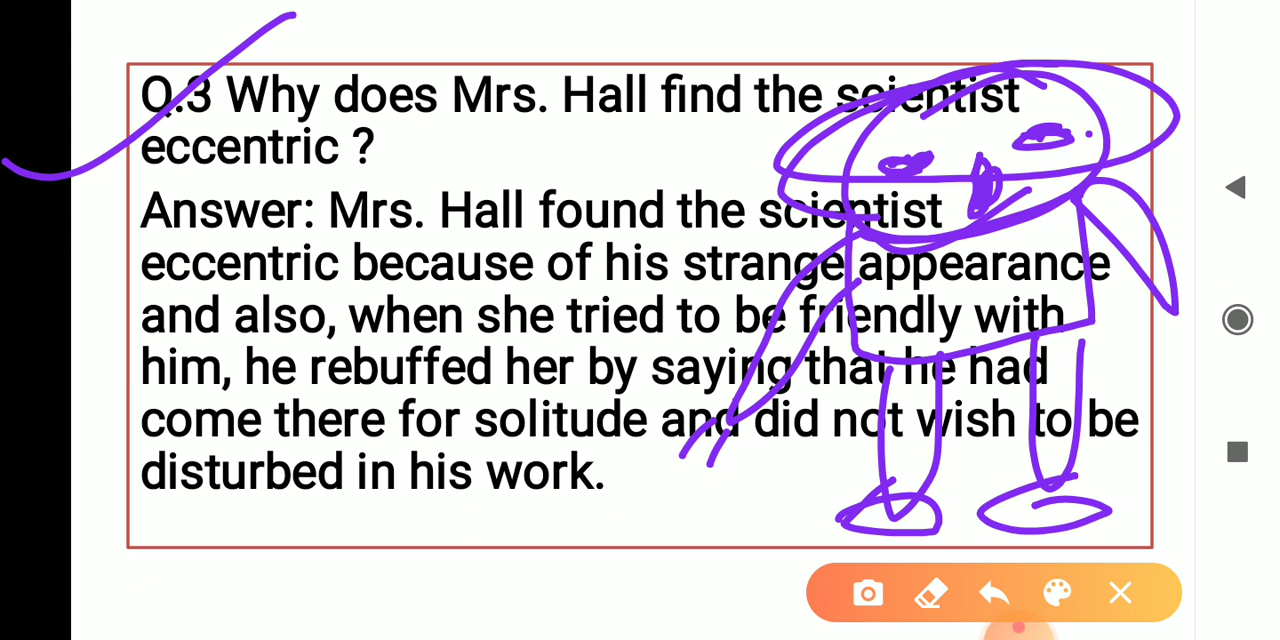 Q.3 Why does Mrs. Hall find the scientist
eccentric ?
Answer: Mrs. Hall found the scientist
eccentric because of his strange appearance
and also, when she tried to be friendly with
him, he rebuffed her by saying that he had
come there for solitude and did not wish to be
disturbed in his work.